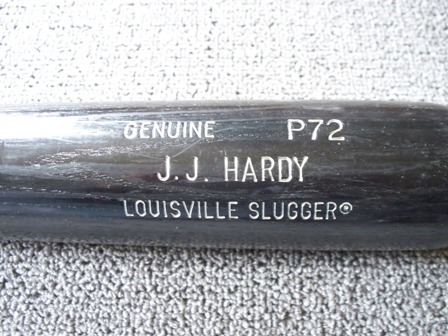 GENUINE P72
J.J. HARDY
LOUISVILLE SLUGGER®